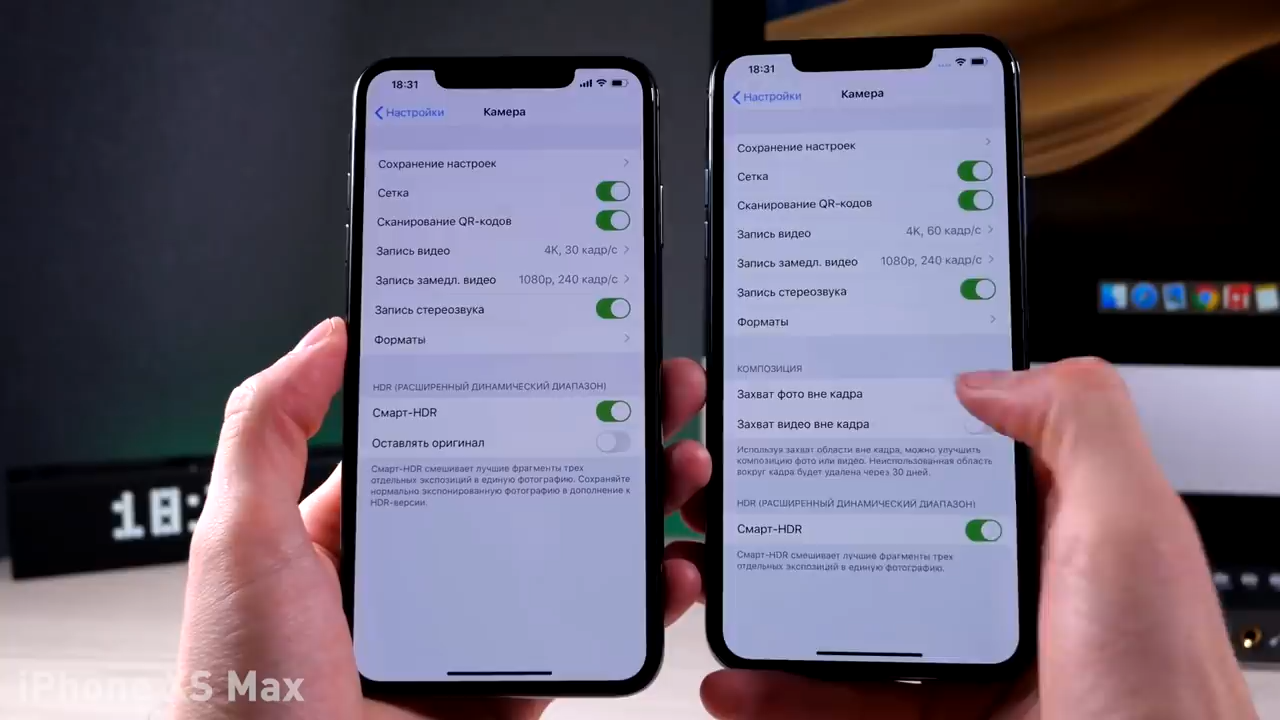 18:31
Настройки
Камера
Сохранение настроек
Сетка
Сканирование QR-кодов
Запись видео 4K, 30 кадр/с
Запись замедл. видео 1080p, 240 кадр/с
Запись стереозвука
Форматы
HDR (РАСШИРЕННЫЙ ДИНАМИЧЕСКИЙ ДИАПАЗОН)
Смарт-HDR
Оставлять оригинал
Смарт-HDR смешивает лучшие фрагменты трех
отдельных экспозиций в единую фотографию. Сохраняйте
нормально экспонированную фотографию в дополнение к
HDR-версии.
18:31
Настройки
Камера
Сохранение настроек
Сетка
Сканирование QR-кодов
Запись видео 4K, 60 кадр/с
Запись замедл. видео 1080p, 240 кадр/с
Запись стереозвука
Форматы
КОМПОЗИЦИЯ
Захват фото вне кадра
Захват видео вне кадра
Используя захват области вне кадра, можно улучшить
композицию фото или видео. Неиспользованная область
вокруг кадра будет удалена через 30 дней.
HDR (РАСШИРЕННЫЙ ДИНАМИЧЕСКИЙ ДИАПАЗОН)
Смарт-HDR
Смарт-HDR смешивает лучшие фрагменты трех
отдельных экспозиций в единую фотографию.
18:
iPhone XS Max